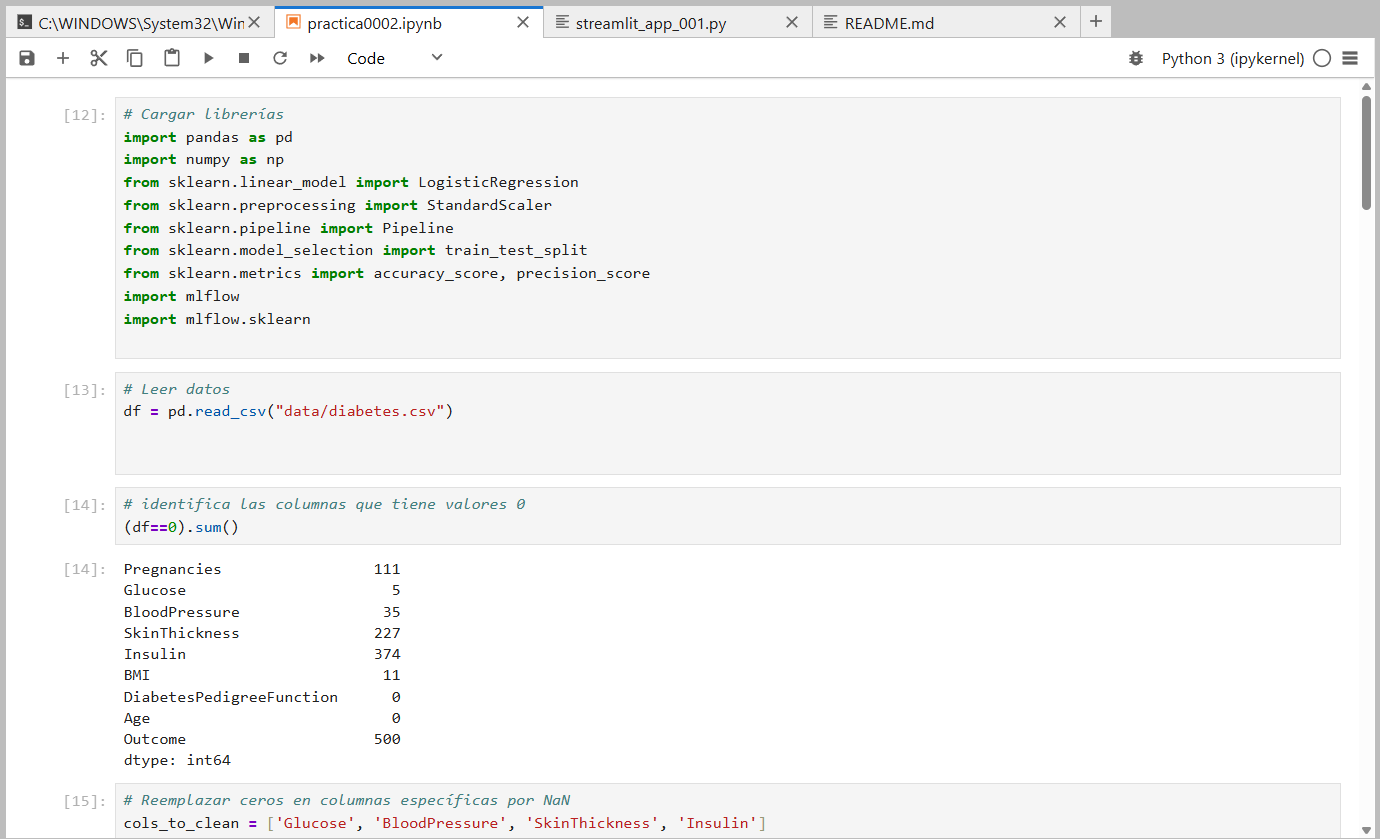 C:\WINDOWS\System32\Win
practica0002.ipynb
streamlit_app_001.py
README.md
Code
Python 3 (ipykernel)
[12]:
# Cargar librerías
import pandas as pd
import numpy as np
from sklearn.linear_model import LogisticRegression
from sklearn.preprocessing import StandardScaler
from sklearn.pipeline import Pipeline
from sklearn.model_selection import train_test_split
from sklearn.metrics import accuracy_score, precision_score
import mlflow
import mlflow.sklearn
[13]:
# Leer datos
df = pd.read_csv("data/diabetes.csv")
[14]:
# identifica las columnas que tiene valores 0
(df==0).sum()
[14]:
Pregnancies 111
Glucose 5
BloodPressure 35
SkinThickness 227
Insulin 374
BMI 11
DiabetesPedigreeFunction 0
Age 0
Outcome 500
dtype: int64
[15]:
# Reemplazar ceros en columnas específicas por NaN
cols_to_clean = ['Glucose', 'BloodPressure', 'SkinThickness', 'Insulin']